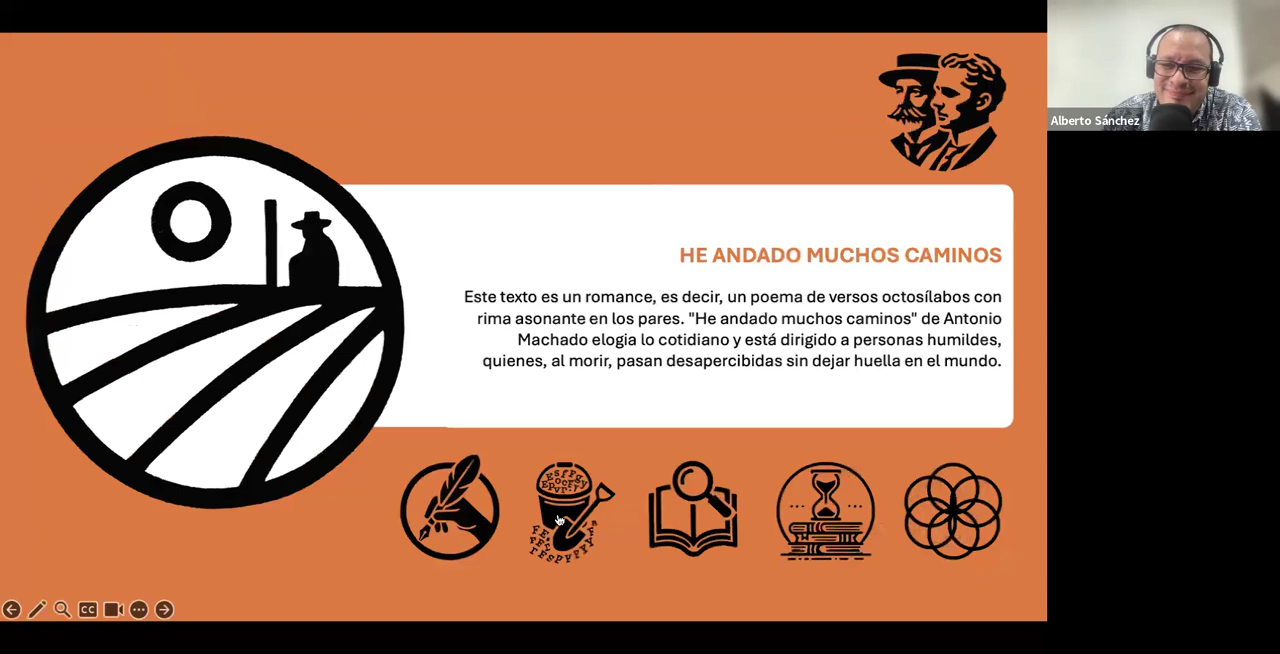 Alberto Sánchez
HE ANDADO MUCHOS CAMINOS
Este texto es un romance, es decir, un poema de versos octosílabos con
rima asonante en los pares. "He andado muchos caminos" de Antonio
Machado elogia lo cotidiano y está dirigido a personas humildes,
quienes, al morir, pasan desapercibidas sin dejar huella en el mundo.
CC